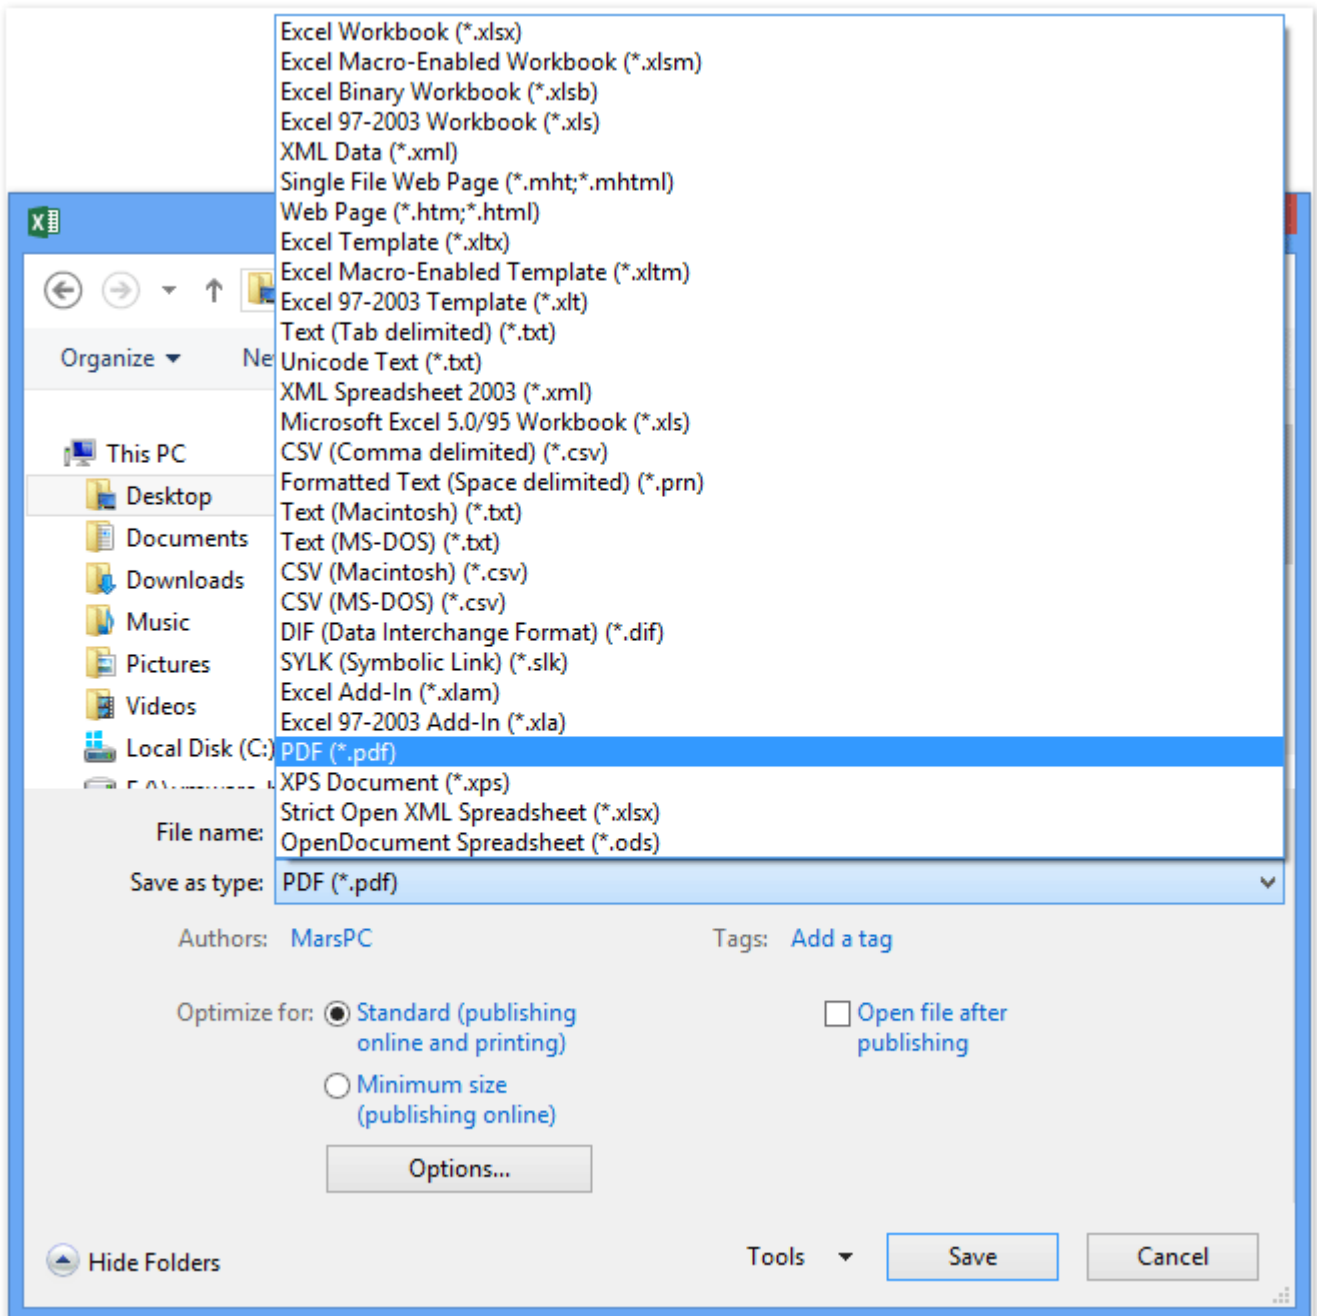 Excel Workbook (*.xlsx)
Excel Macro-Enabled Workbook (*.xlsm)
Excel Binary Workbook (*.xlsb)
Excel 97-2003 Workbook (*.xls)
XML Data (*.xml)
Single File Web Page (*.mht;*.mhtml)
Web Page (*.htm;*.html)
Excel Template (*.xltx)
Excel Macro-Enabled Template (*.xltm)
Excel 97-2003 Template (*.xlt)
Text (Tab delimited) (*.txt)
Unicode Text (*.txt)
XML Spreadsheet 2003 (*.xml)
Microsoft Excel 5.0/95 Workbook (*.xls)
CSV (Comma delimited) (*.csv)
Formatted Text (Space delimited) (*.prn)
Text (Macintosh) (*.txt)
Text (MS-DOS) (*.txt)
CSV (Macintosh) (*.csv)
CSV (MS-DOS) (*.csv)
DIF (Data Interchange Format) (*.dif)
SYLK (Symbolic Link) (*.slk)
Excel Add-In (*.xlam)
Excel 97-2003 Add-In (*.xla)
PDF (*.pdf)
XPS Document (*.xps)
Strict Open XML Spreadsheet (*.xlsx)
OpenDocument Spreadsheet (*.ods)
Organize
This PC
Desktop
Documents
Downloads
Music
Pictures
Videos
Local Disk (C:)
File name:
Save as type: PDF (*.pdf)
Authors: MarsPC
Tags: Add a tag
Optimize for: Standard (publishing
online and printing)
Minimum size
(publishing online)
Open file after
publishing
Options...
Hide Folders
Tools
Save
Cancel